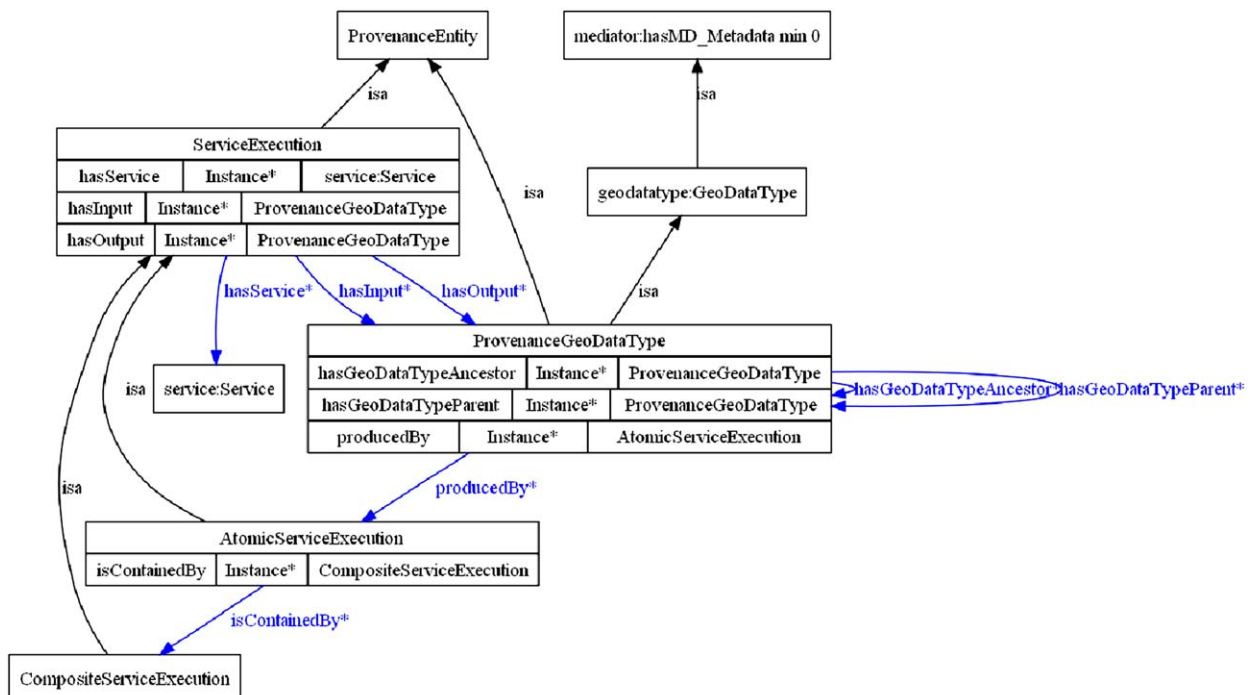 ProvenanceEntity
mediator:hasMD_Metadata min 0
isa
isa
ServiceExecution
hasService Instance* service:Service
hasInput Instance* ProvenanceGeoDataType
hasOutput Instance* ProvenanceGeoDataType
isa
geodatatype:GeoDataType
hasService* hasInput* hasOutput*
isa
ProvenanceGeoDataType
hasGeoDataTypeAncestor Instance* ProvenanceGeoDataType
hasGeoDataTypeParent Instance* ProvenanceGeoDataType
producedBy Instance* AtomicServiceExecution
hasGeoDataTypeAncestor* hasGeoDataTypeParent*
isa
service:Service
isa
producedBy*
AtomicServiceExecution
isContainedBy Instance* CompositeServiceExecution
isContainedBy*
CompositeServiceExecution